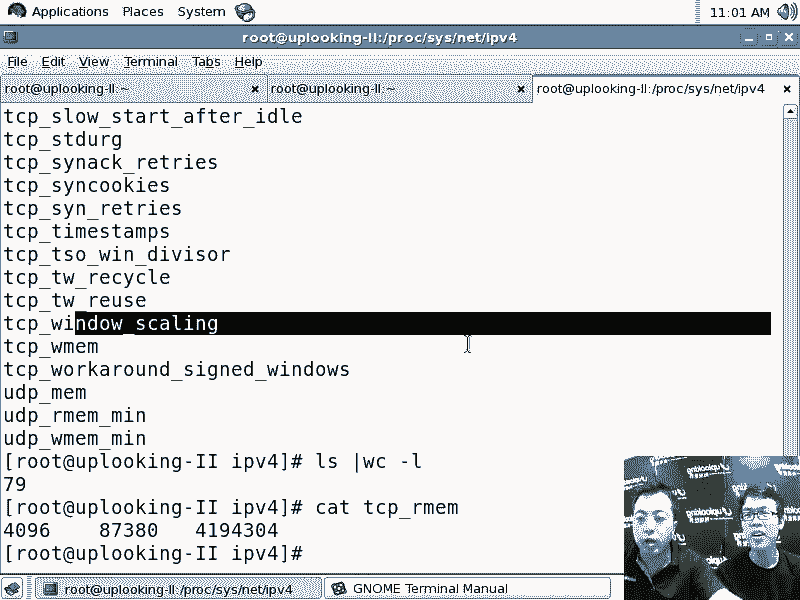 Applications Places System 11:01 AM
root@uplooking-II:/proc/sys/net/ipv4
File Edit View Terminal Tabs Help
root@uplooking-II:~ root@uplooking-II:~ root@uplooking-II:/proc/sys/net/ipv4
tcp_slow_start_after_idle
tcp_stdurg
tcp_synack_retries
tcp_syncookies
tcp_syn_retries
tcp_timestamps
tcp_tso_win_divisor
tcp_tw_recycle
tcp_tw_reuse
tcp_window_scaling
tcp_wmem
tcp_workaround_signed_windows
udp_mem
udp_rmem_min
udp_wmem_min
[root@uplooking-II ipv4]# ls |wc -l
79
[root@uplooking-II ipv4]# cat tcp_rmem
4096 87380 4194304
[root@uplooking-II ipv4]#
root@uplooking-II:/proc/sys/net/ipv4 GNOME Terminal Manual